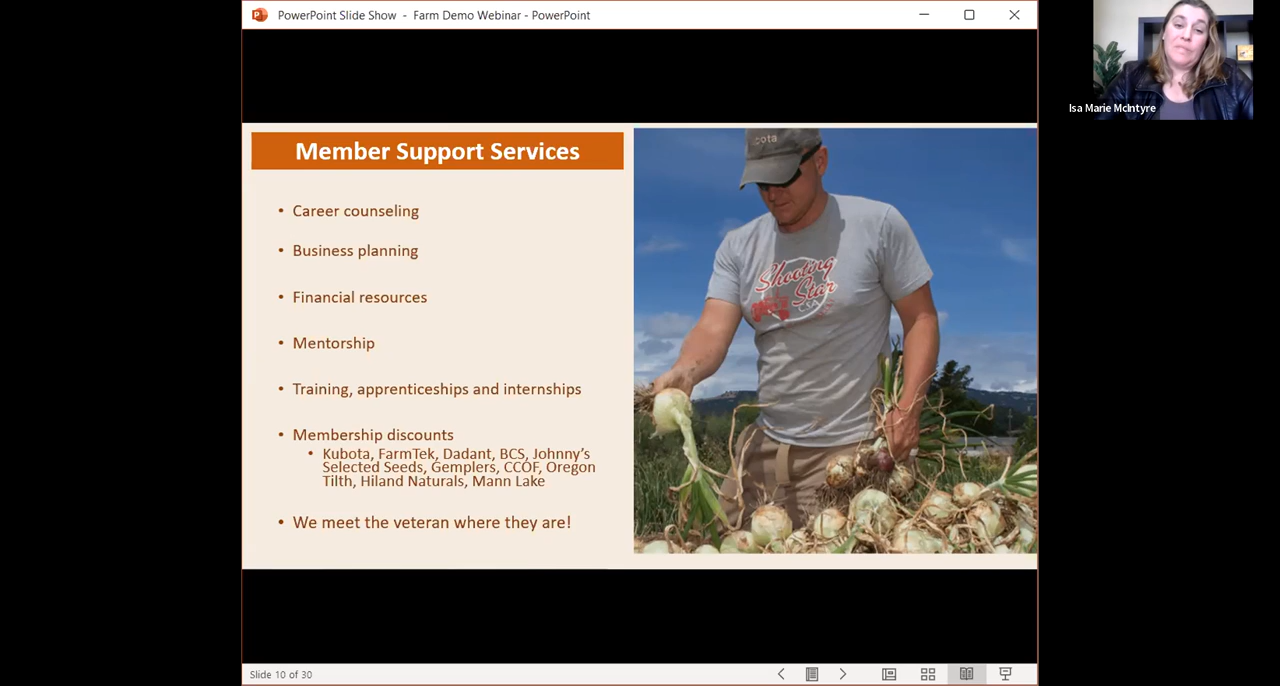 PowerPoint Slide Show - Farm Demo Webinar - PowerPoint
Isa Marie McIntyre
Member Support Services
• Career counseling
• Business planning
• Financial resources
• Mentorship
• Training, apprenticeships and internships
• Membership discounts
• Kubota, FarmTek, Dadant, BCS, Johnny's
Selected Seeds, Gemplers, CCOF, Oregon
Tilth, Hiland Naturals, Mann Lake
• We meet the veteran where they are!
Shooting
Star
CSA
Slide 10 of 30